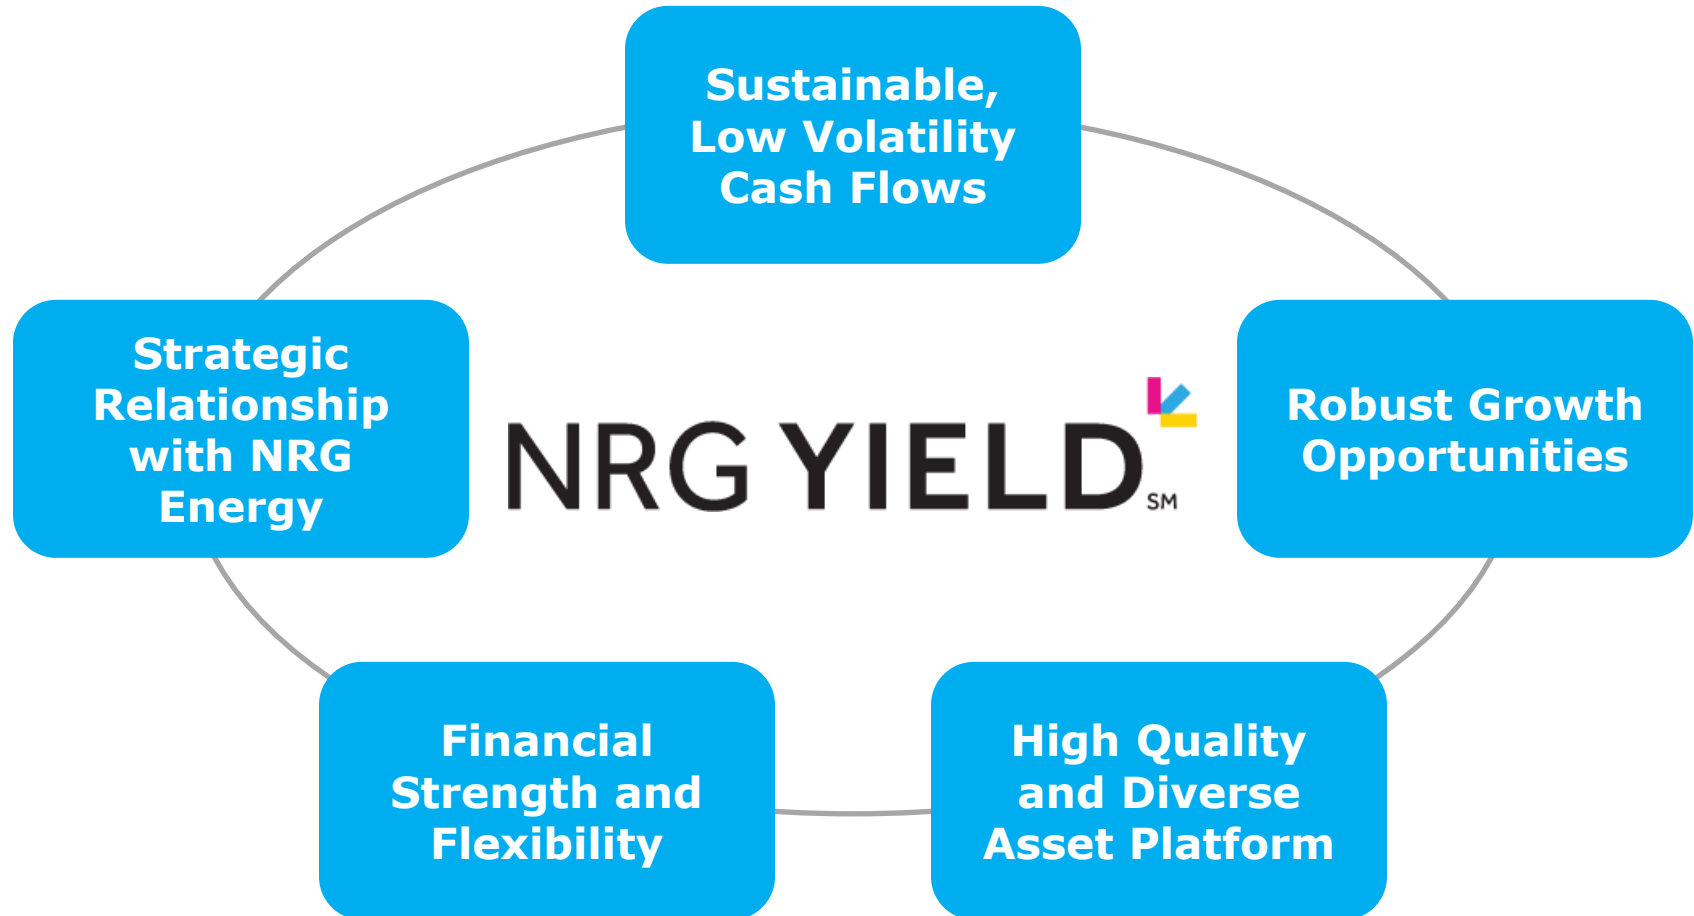 Sustainable,
Low Volatility
Cash Flows
Strategic
Relationship
with NRG
Energy
NRG YIELD SM
Robust Growth
Opportunities
Financial
Strength and
Flexibility
High Quality
and Diverse
Asset Platform